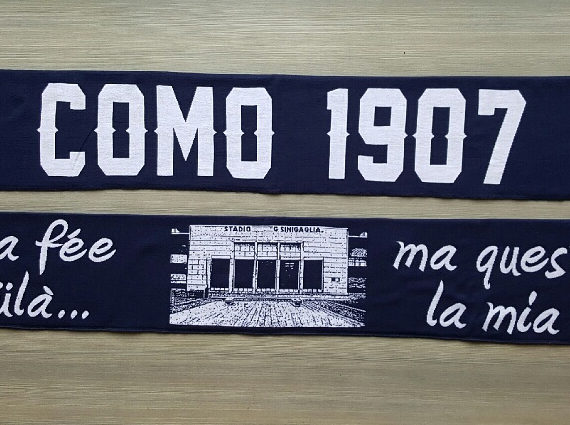 COMO 1907
a fée
ülà...
STADIO G. SINIGAGLIA.
ma ques
la mia